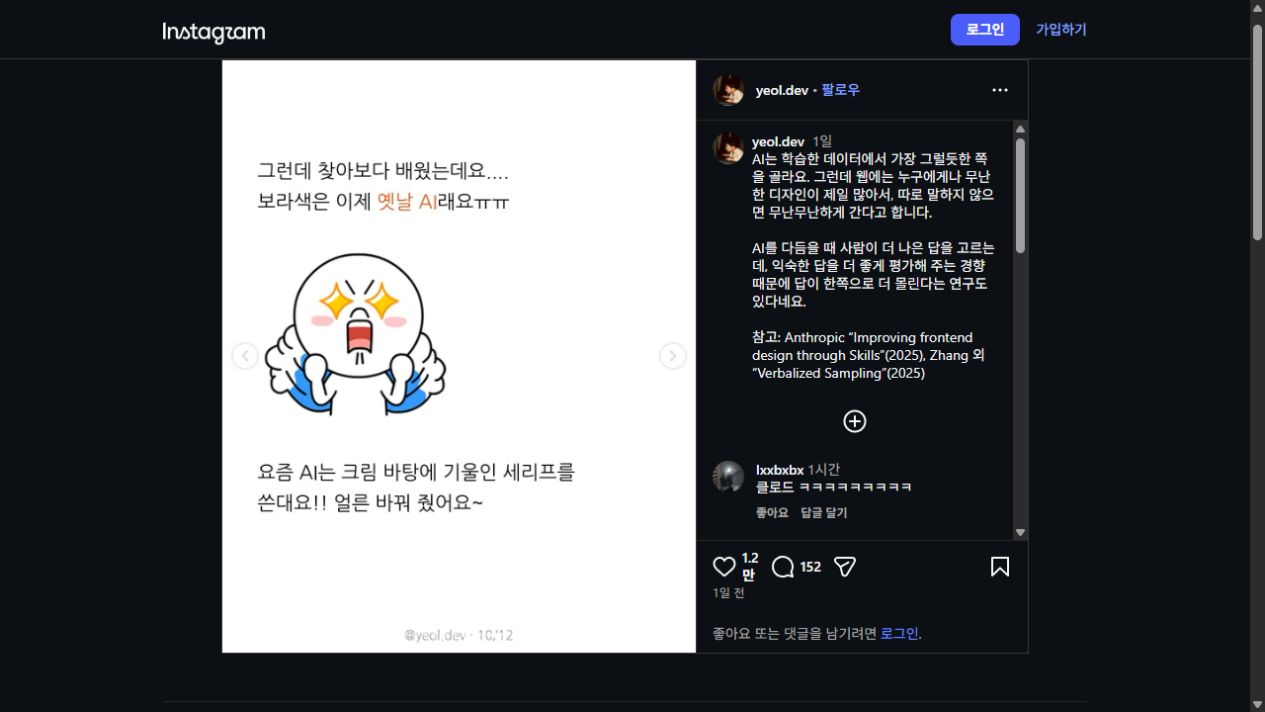 Instagram
로그인
가입하기
그런데 찾아보다 배웠는데요....
보라색은 이제 옛날 AI래요ㅠㅠ
요즘 AI는 크림 바탕에 기울인 세리프를
쓴대요!! 얼른 바꿔 줬어요~
@yeol.dev · 10/12
yeol.dev • 팔로우
yeol.dev 1일
AI는 학습한 데이터에서 가장 그럴듯한 쪽
을 골라요. 그런데 웹에는 누구에게나 무난
한 디자인이 제일 많아서, 따로 말하지 않으
면 무난무난하게 간다고 합니다.
AI를 다듬을 때 사람이 더 나은 답을 고르는
데, 익숙한 답을 더 좋게 평가해 주는 경향
때문에 답이 한쪽으로 더 몰린다는 연구도
있다네요.
참고: Anthropic “Improving frontend
design through Skills”(2025), Zhang 외
“Verbalized Sampling”(2025)
lxxbxbx 1시간
클로드 ㅋㅋㅋㅋㅋㅋㅋㅋㅋ
좋아요 답글 달기
1.2
만
152
1일 전
좋아요 또는 댓글을 남기려면 로그인.